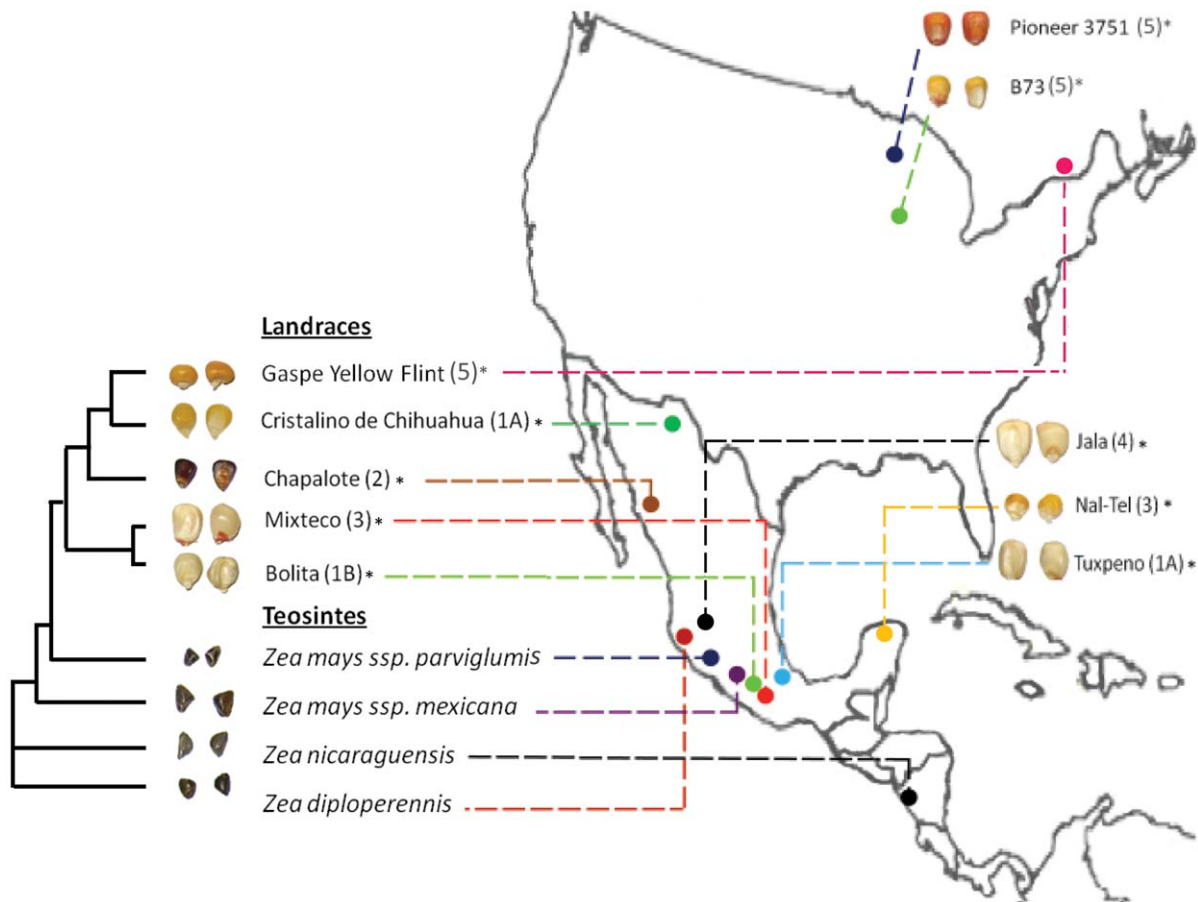 Pioneer 3751 (5)*
B73 (5)*
Landraces
Gaspe Yellow Flint (5)*
Cristalino de Chihuahua (1A) *
Jala (4) *
Chapalote (2) *
Nal-Tel (3) *
Mixteco (3) *
Tuxpeno (1A) *
Bolita (1B) *
Teosintes
Zea mays ssp. parviglumis
Zea mays ssp. mexicana
Zea nicaraguensis
Zea diploperennis